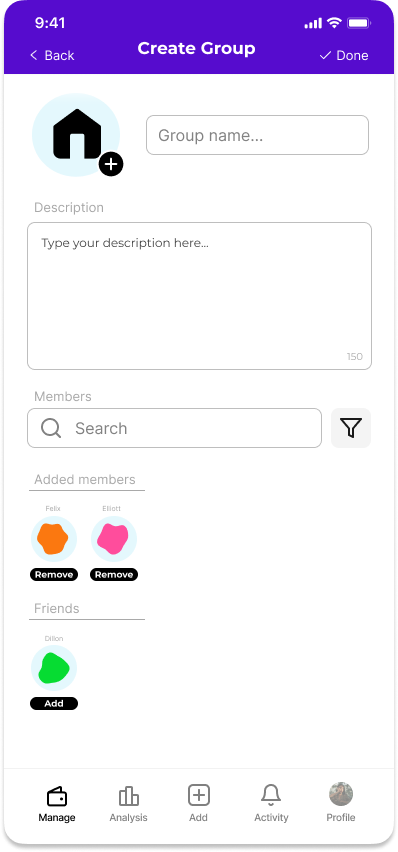 9:41
Back
Create Group
Done
Group name...
Description
Type your description here...
150
Members
Search
Added members
Felix Elliott
Remove Remove
Friends
Dillon
Add
Manage Analysis Add Activity Profile